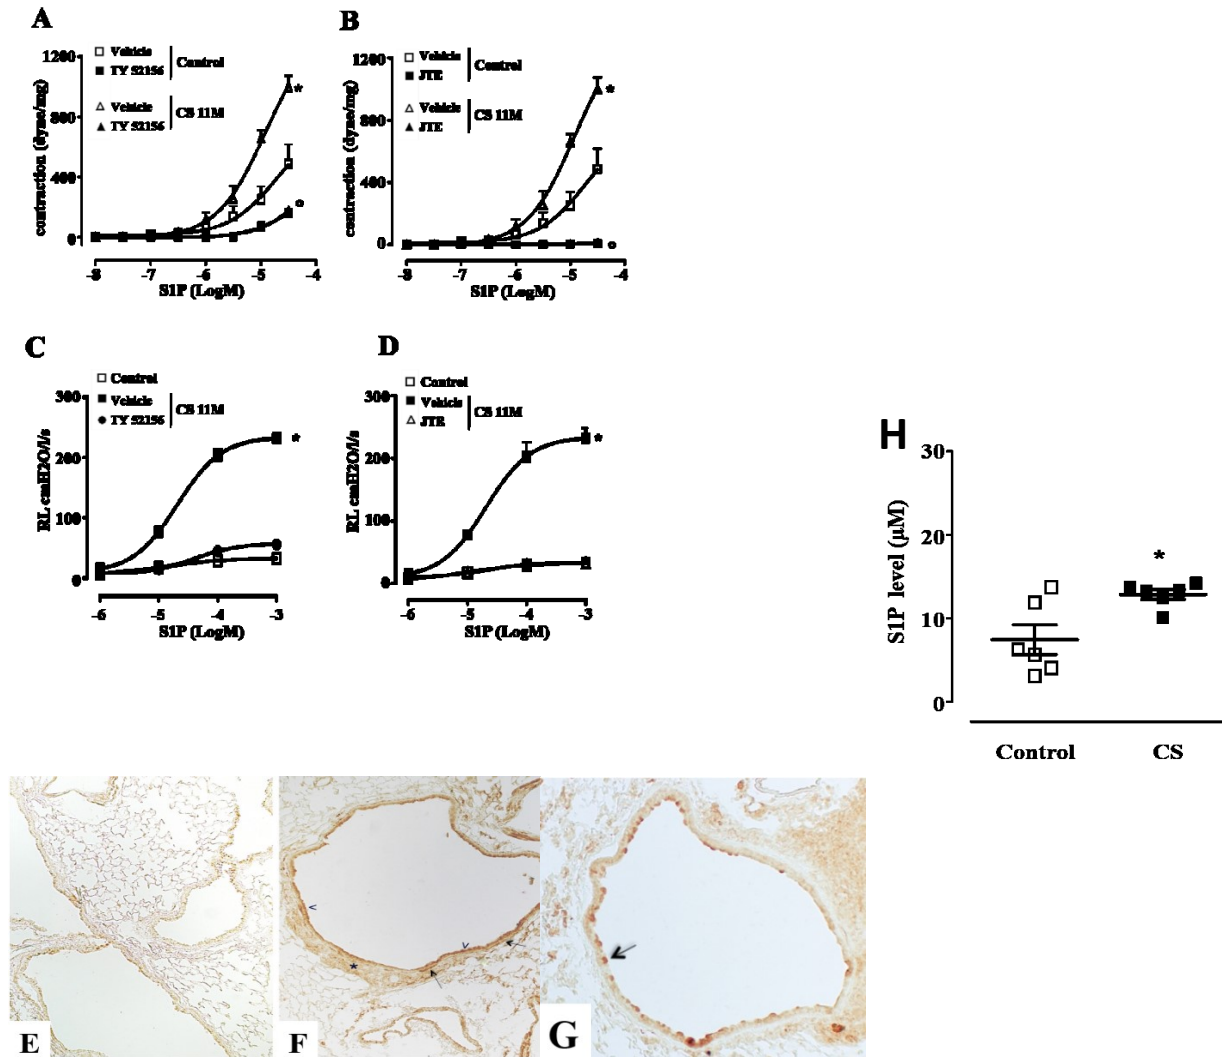 A
Vehicle
TY 52156
Control
Vehicle
TY 52156
CS 11M
1200
800
400
0
contraction (dyne/mg)
*
o
-8 -7 -6 -5 -4
S1P (LogM)
B
Vehicle
JTE
Control
Vehicle
JTE
CS 11M
1200
800
400
0
contraction (dyne/mg)
*
o
-8 -7 -6 -5 -4
S1P (LogM)
C
Control
Vehicle
TY 52156
CS 11M
300
200
100
0
RL cmH2O/l/s
*
-6 -5 -4 -3
S1P (LogM)
D
Control
Vehicle
JTE
CS 11M
300
200
100
0
RL cmH2O/l/s
*
-6 -5 -4 -3
S1P (LogM)
H
30
20
10
0
S1P level (µM)
*
Control CS
E
F
*
G